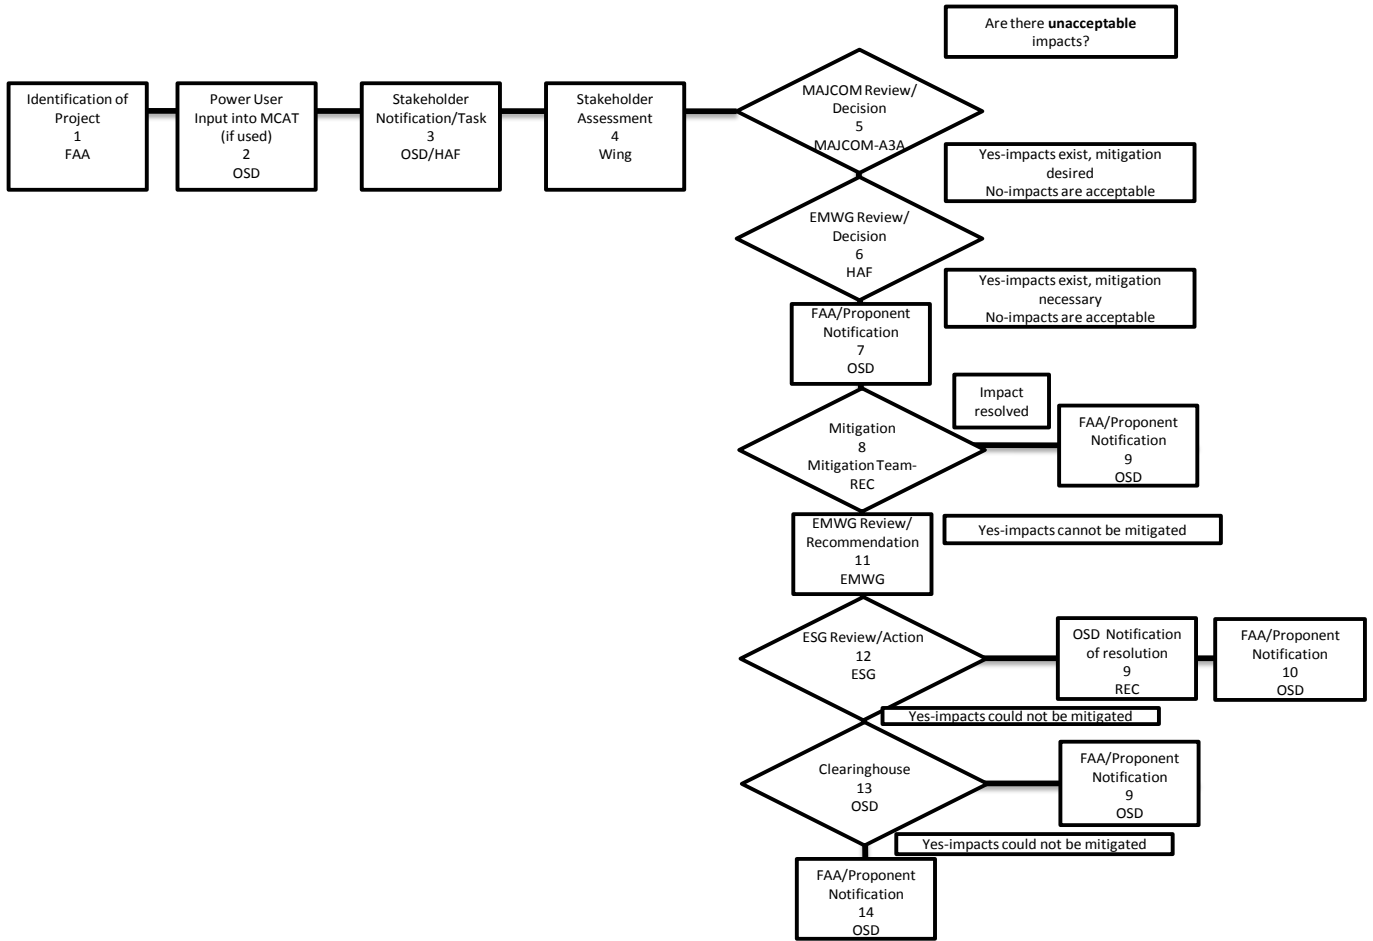 Are there unacceptable
impacts?
Identification of
Project
1
FAA
Power User
Input into MCAT
(if used)
2
OSD
Stakeholder
Notification/Task
3
OSD/HAF
Stakeholder
Assessment
4
Wing
MAJCOM Review/
Decision
5
MAJCOM-A3A
Yes-impacts exist, mitigation
desired
No-impacts are acceptable
EMWG Review/
Decision
6
HAF
Yes-impacts exist, mitigation
necessary
No-impacts are acceptable
FAA/Proponent
Notification
7
OSD
Impact
resolved
Mitigation
8
Mitigation Team-
REC
FAA/Proponent
Notification
9
OSD
EMWG Review/
Recommendation
11
EMWG
Yes-impacts cannot be mitigated
ESG Review/Action
12
ESG
OSD Notification
of resolution
9
REC
FAA/Proponent
Notification
10
OSD
Yes-impacts could not be mitigated
Clearinghouse
13
OSD
FAA/Proponent
Notification
9
OSD
Yes-impacts could not be mitigated
FAA/Proponent
Notification
14
OSD